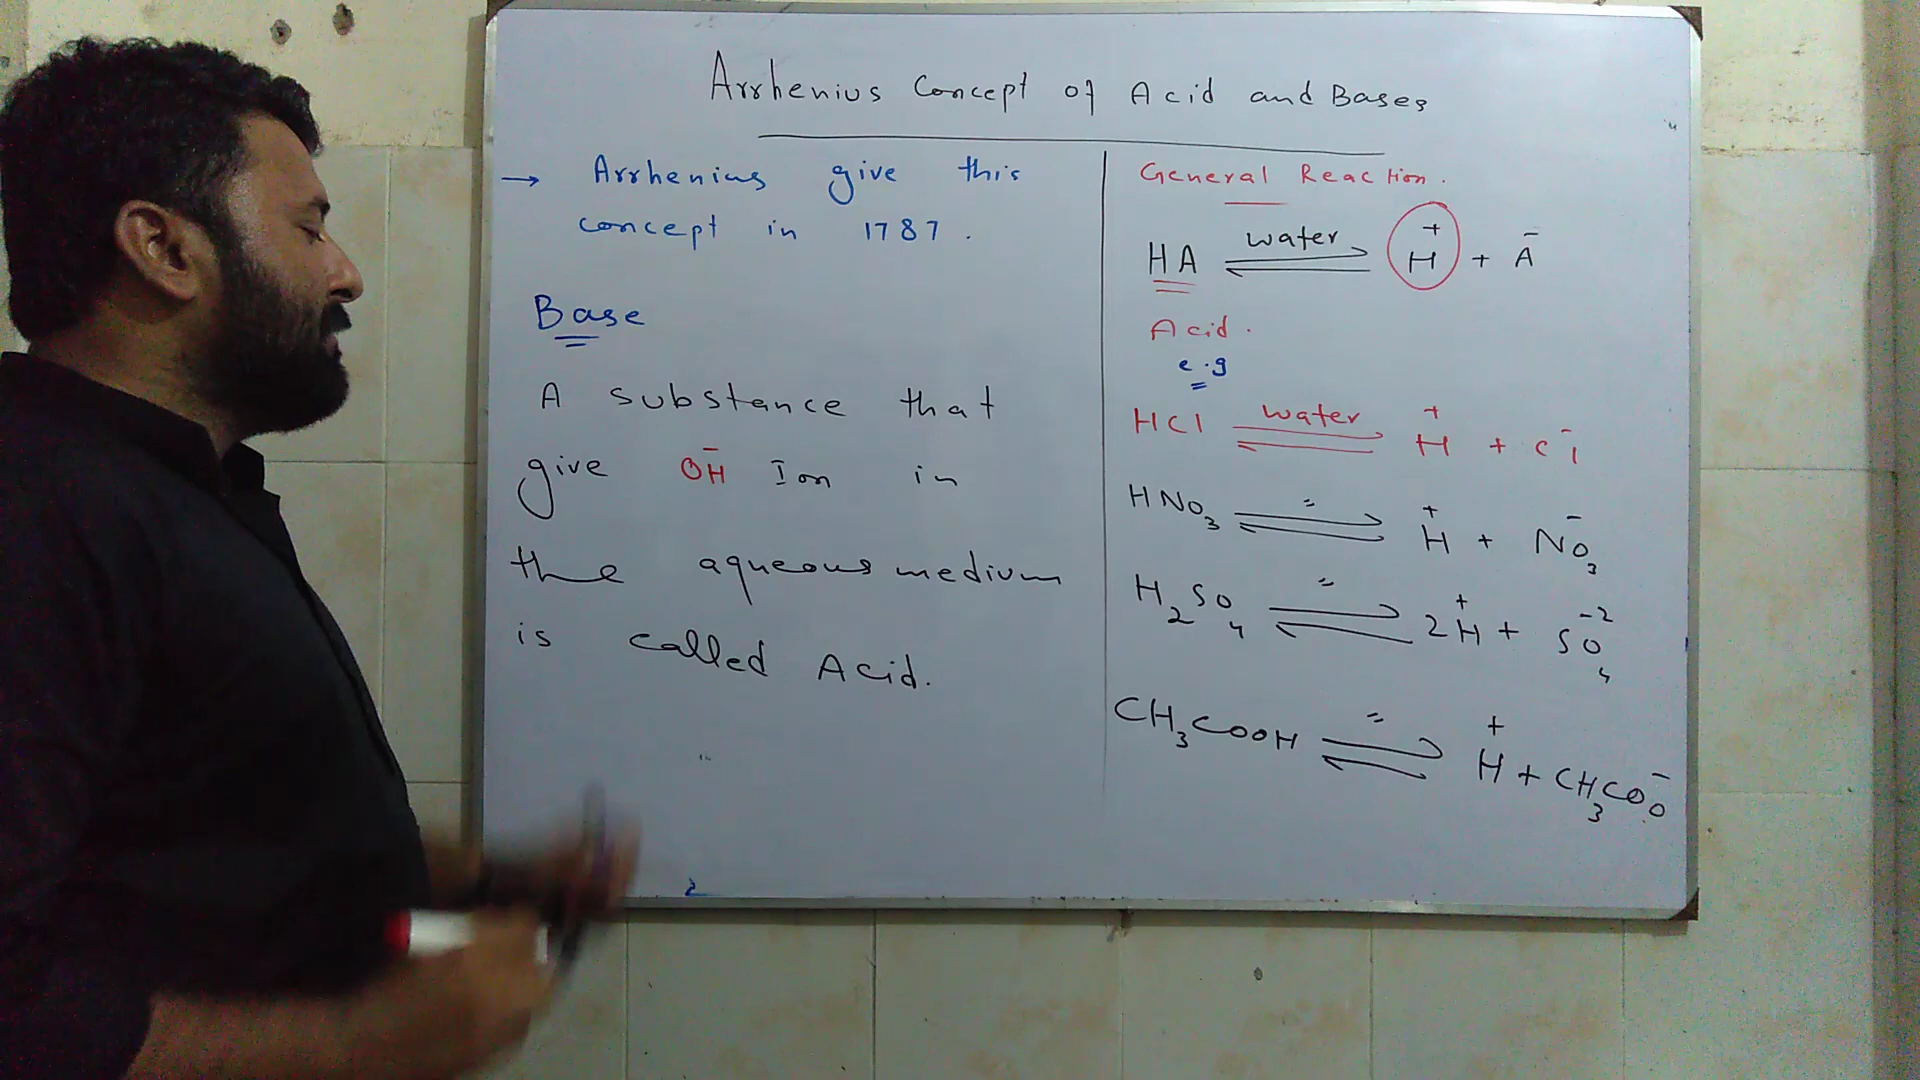 Arrhenius Concept of Acid and Bases
→ Arrhenius give this
concept in 1787.
Base
A substance that
give OH⁻ Ion in
the aqueous medium
is called Acid.
General Reaction.
HA ⇌ water H⁺ + A⁻
Acid.
e.g
HCl ⇌ water H⁺ + Cl⁻
HNO₃ ⇌ = H⁺ + NO₃⁻
H₂SO₄ ⇌ = 2H⁺ + SO₄⁻²
CH₃COOH ⇌ = H⁺ + CH₃COO⁻